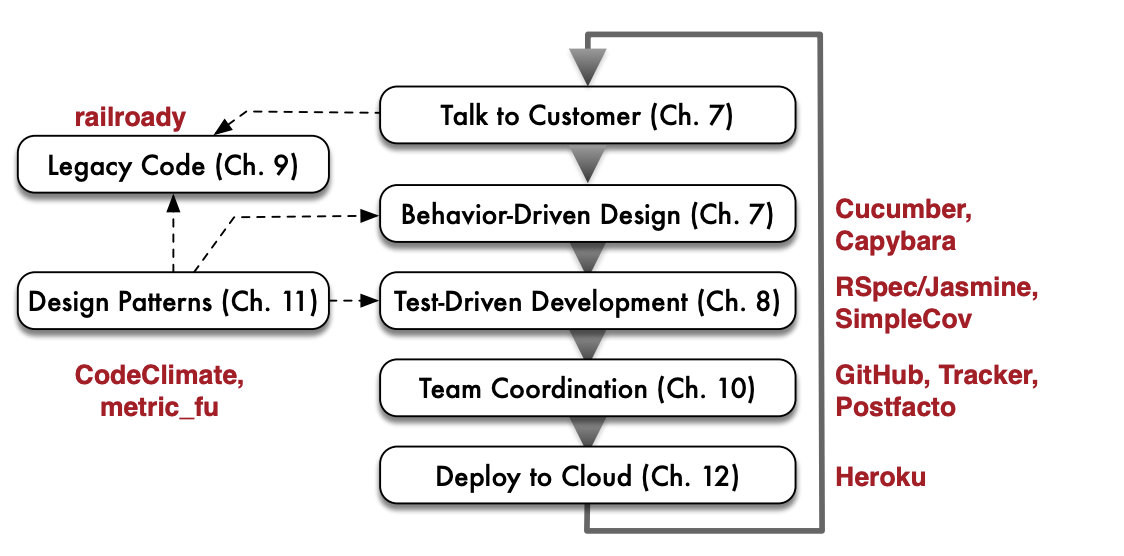 railroady
Legacy Code (Ch. 9)
Design Patterns (Ch. 11)
CodeClimate,
metric_fu
Talk to Customer (Ch. 7)
Behavior-Driven Design (Ch. 7)
Test-Driven Development (Ch. 8)
Team Coordination (Ch. 10)
Deploy to Cloud (Ch. 12)
Cucumber,
Capybara
RSpec/Jasmine,
SimpleCov
GitHub, Tracker,
Postfacto
Heroku